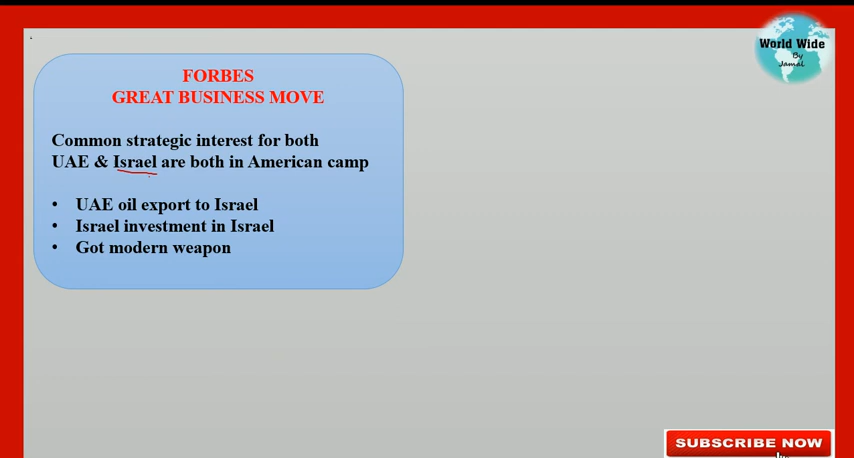 FORBES
GREAT BUSINESS MOVE
Common strategic interest for both
UAE & Israel are both in American camp
• UAE oil export to Israel
• Israel investment in Israel
• Got modern weapon
World Wide
By
Jamal
SUBSCRIBE NOW